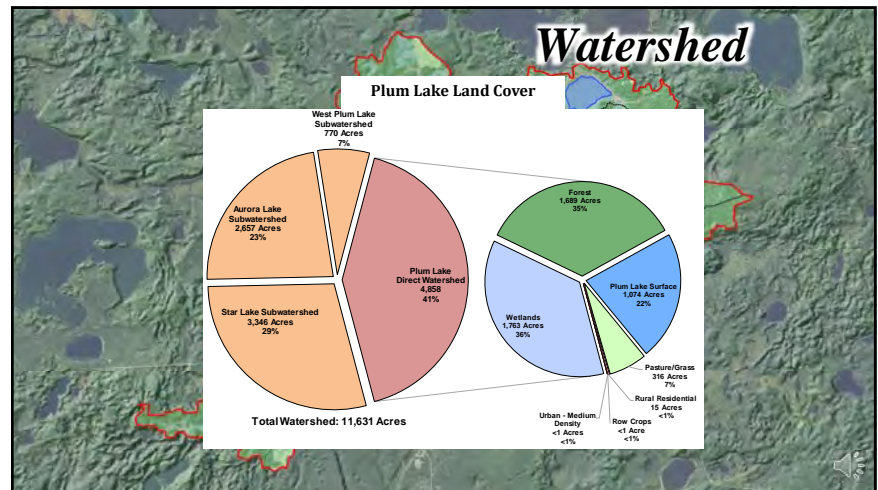 Watershed
Plum Lake Land Cover
West Plum Lake
Subwatershed
770 Acres
7%
Aurora Lake
Subwatershed
2,657 Acres
23%
Plum Lake
Direct Watershed
4,858
41%
Star Lake Subwatershed
3,346 Acres
29%
Total Watershed: 11,631 Acres
Forest
1,689 Acres
35%
Plum Lake Surface
1,074 Acres
22%
Wetlands
1,763 Acres
36%
Pasture/Grass
316 Acres
7%
Rural Residential
15 Acres
<1%
Row Crops
<1 Acre
<1%
Urban - Medium
Density
<1 Acres
<1%